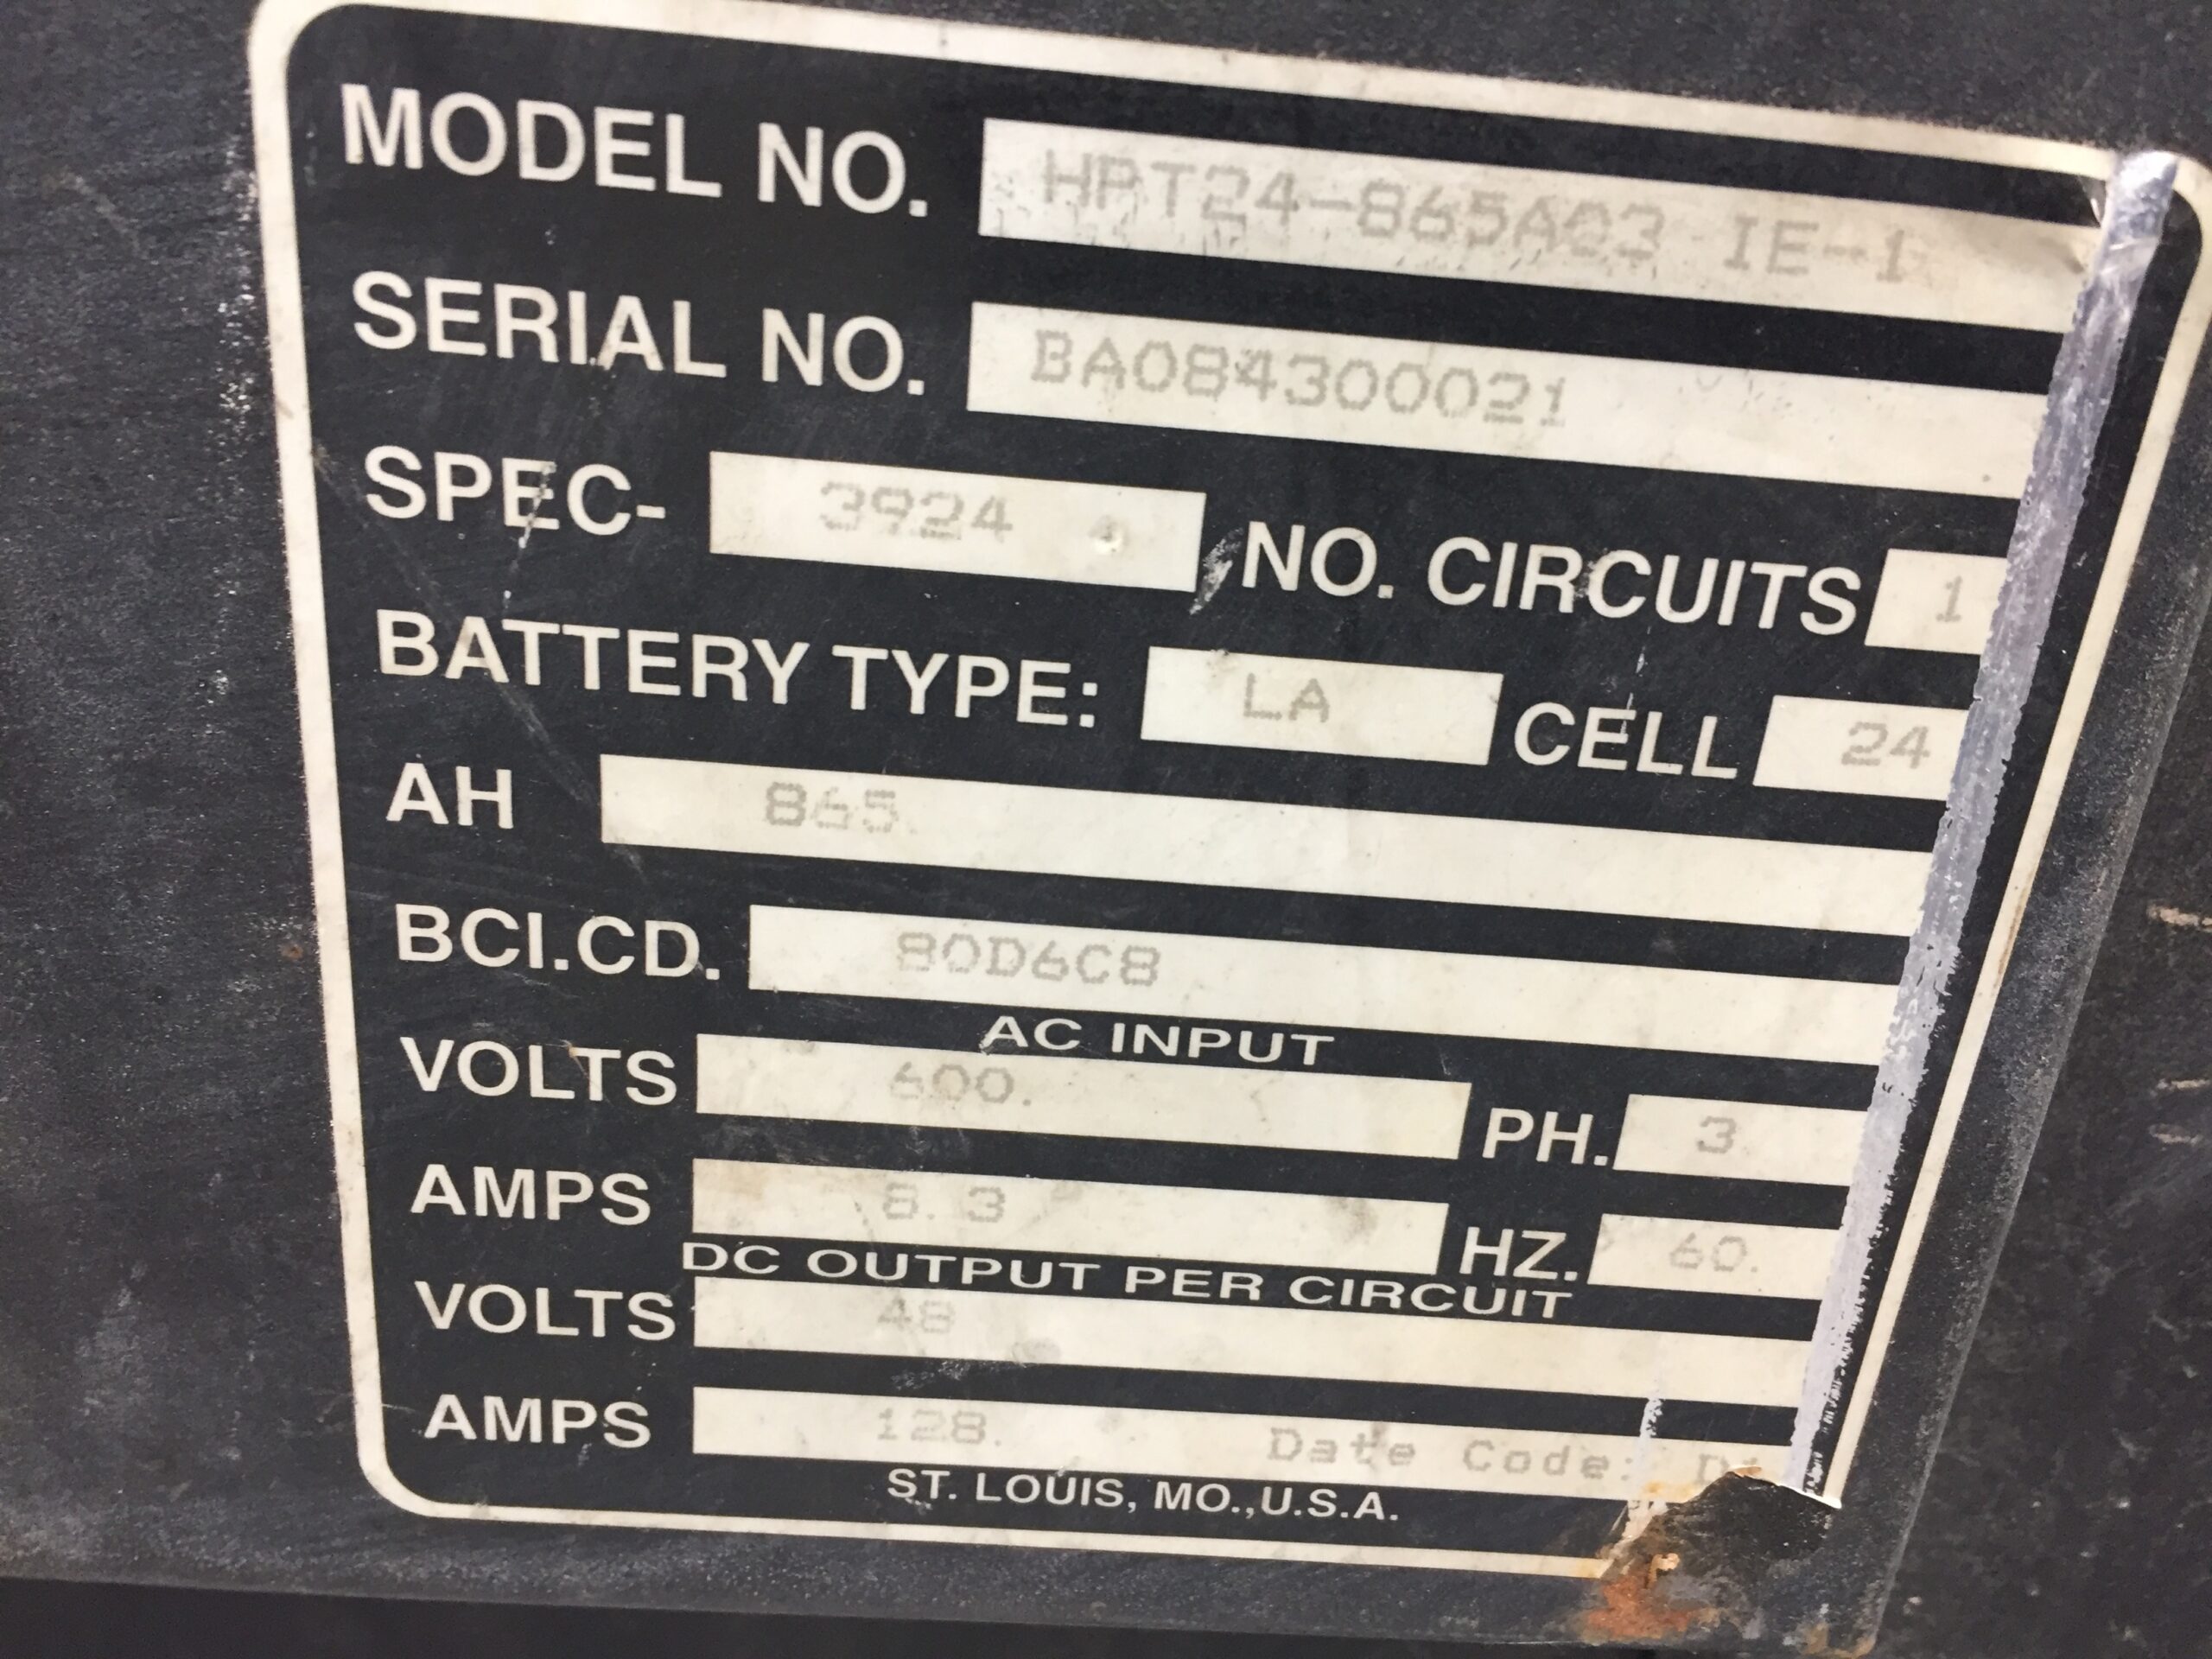 MODEL NO. HPT24-865A03 IE-1
SERIAL NO. BA084300021
SPEC- 3924 NO. CIRCUITS 1
BATTERY TYPE: LA CELL 24
AH 865.
BCI.CD. 80D6C8
AC INPUT
VOLTS 600. PH. 3
AMPS 8.3 HZ. 60.
DC OUTPUT PER CIRCUIT
VOLTS 48
AMPS 128. Date Code:
ST. LOUIS, MO.,U.S.A.